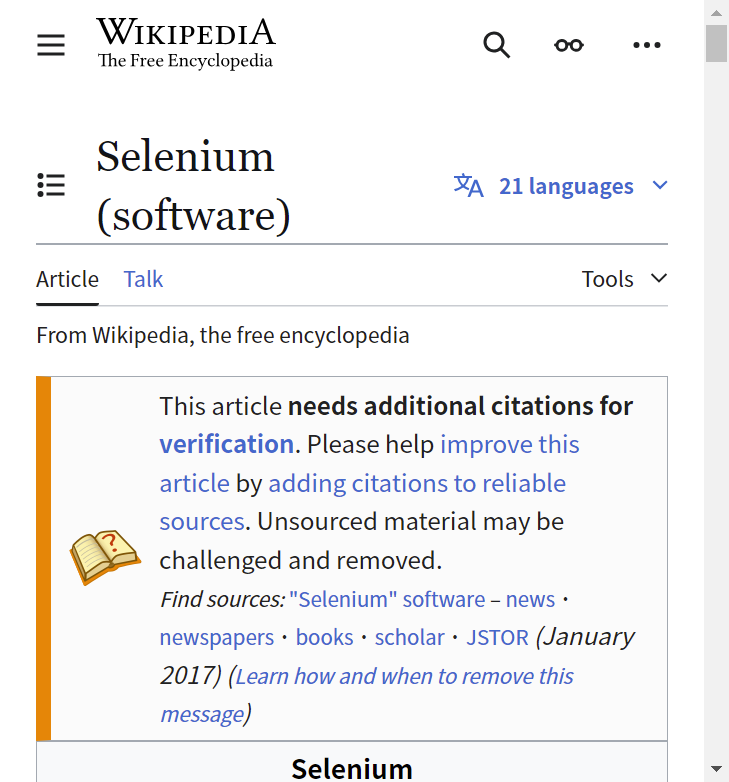 WIKIPEDIA
The Free Encyclopedia
Selenium
(software)
21 languages
Article Talk Tools
From Wikipedia, the free encyclopedia
This article needs additional citations for
verification. Please help improve this
article by adding citations to reliable
sources. Unsourced material may be
challenged and removed.
Find sources: "Selenium" software – news ·
newspapers · books · scholar · JSTOR (January
2017) (Learn how and when to remove this
message)
Selenium